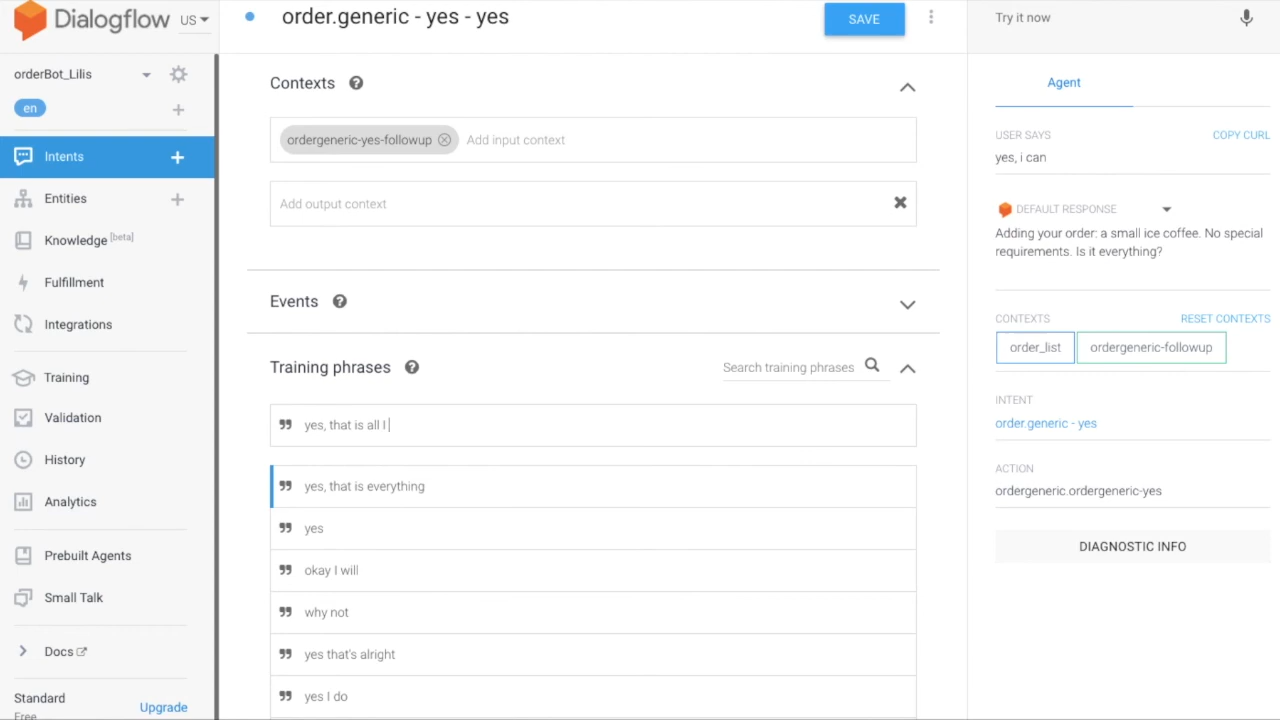 Dialogflow
US
order.generic - yes - yes
SAVE
Try it now
orderBot_Lilis
en
Intents
Entities
Knowledge [beta]
Fulfillment
Integrations
Training
Validation
History
Analytics
Prebuilt Agents
Small Talk
Docs
Standard
Free
Upgrade
Contexts
ordergeneric-yes-followup
Add input context
Add output context
Events
Training phrases
Search training phrases
yes, that is all I
yes, that is everything
yes
okay I will
why not
yes that's alright
yes I do
Agent
USER SAYS
COPY CURL
yes, i can
DEFAULT RESPONSE
Adding your order: a small ice coffee. No special
requirements. Is it everything?
CONTEXTS
RESET CONTEXTS
order_list
ordergeneric-followup
INTENT
order.generic - yes
ACTION
ordergeneric.ordergeneric-yes
DIAGNOSTIC INFO